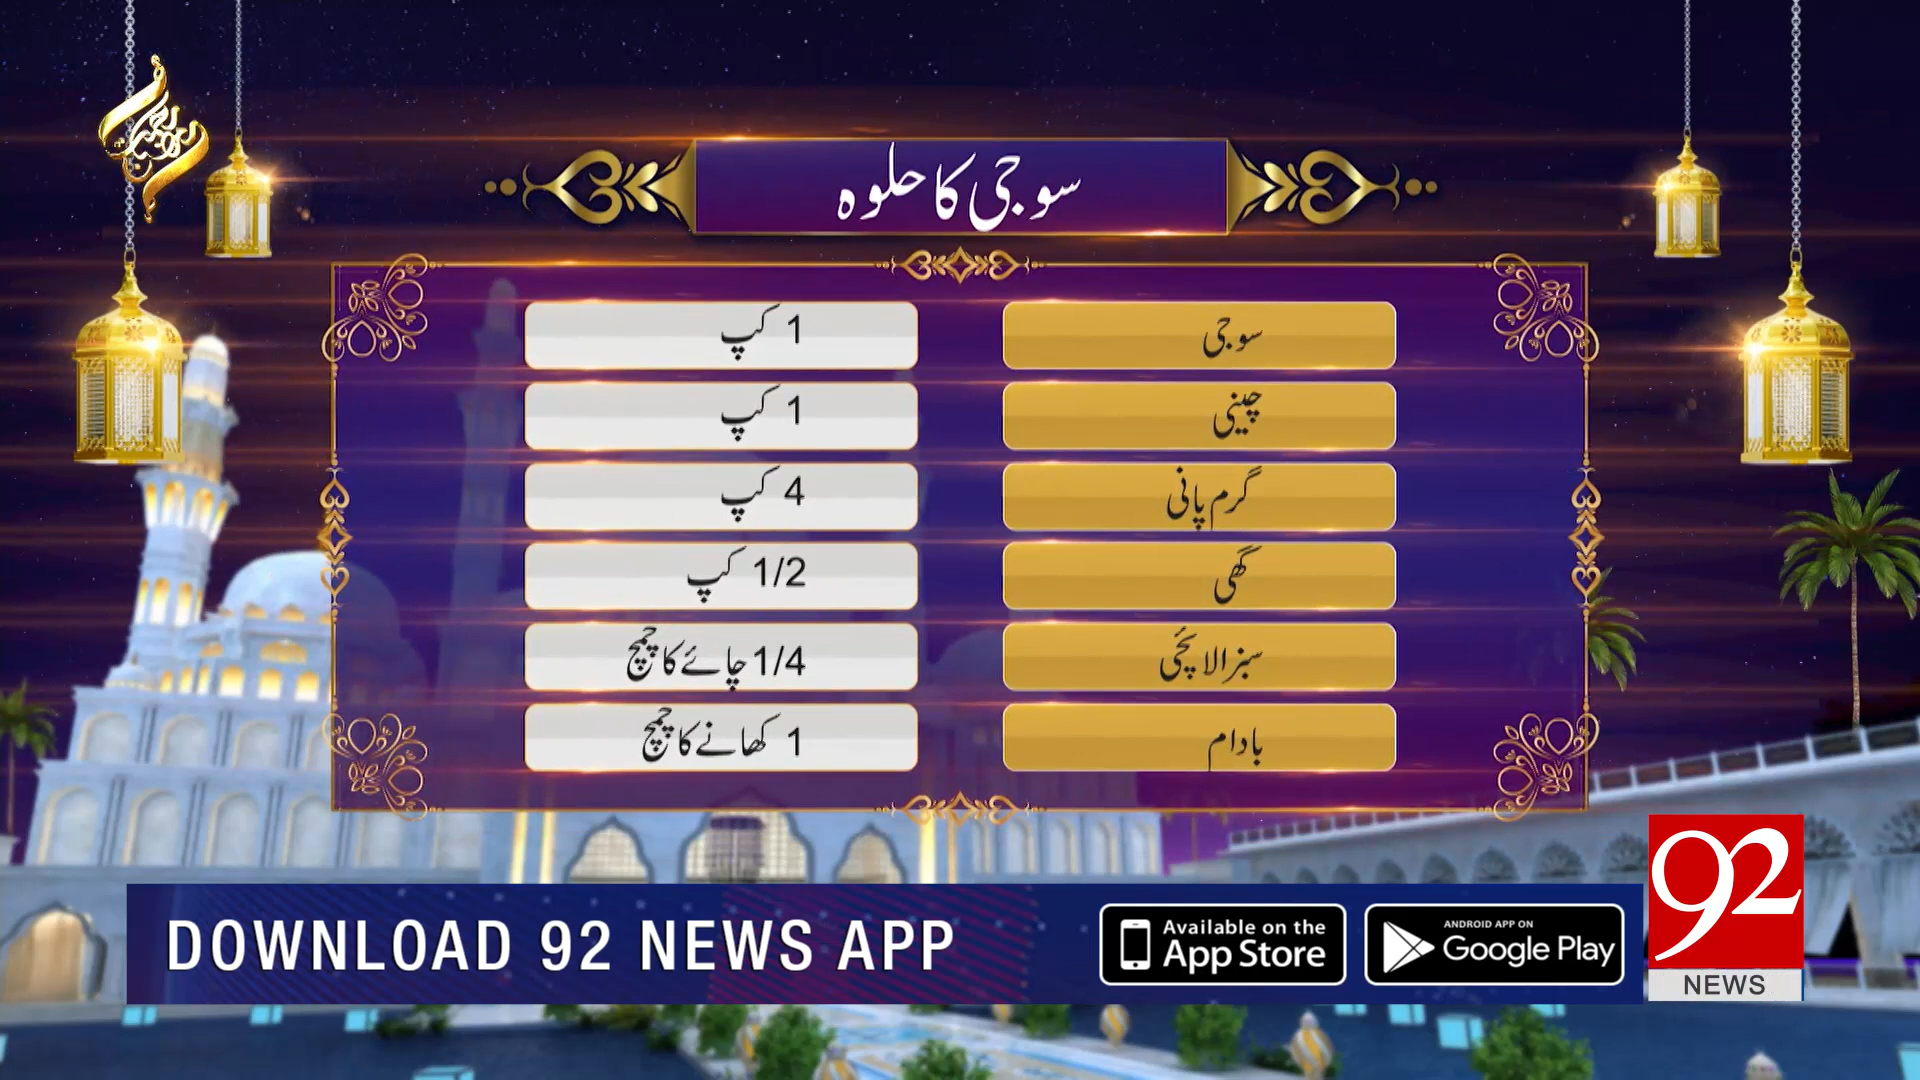 سوجی کا حلوہ
سوجی 1 کپ
چینی 1 کپ
گرم پانی 4 کپ
گھی 1/2 کپ
سبز الائچی 1/4 چائے کا چمچ
بادام 1 کھانے کا چمچ
DOWNLOAD 92 NEWS APP
Available on the
App Store
ANDROID APP ON
Google Play
92
NEWS